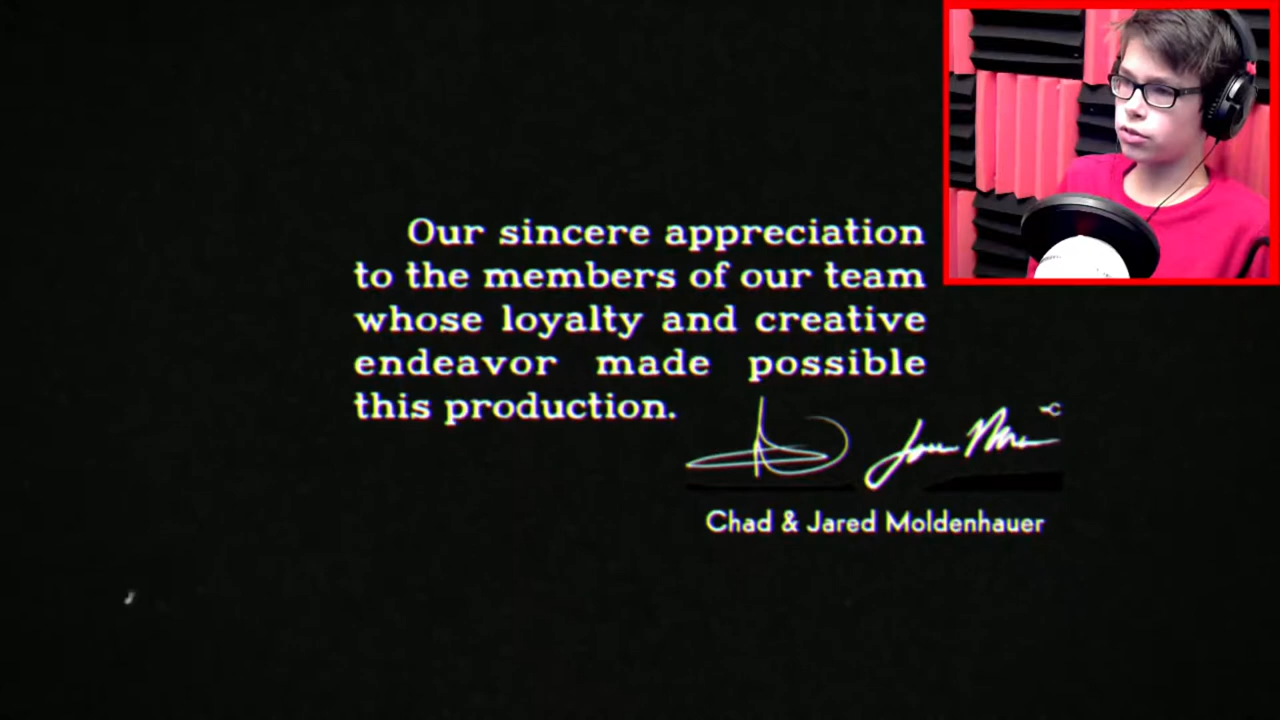 Our sincere appreciation
to the members of our team
whose loyalty and creative
endeavor made possible
this production.
Chad & Jared Moldenhauer